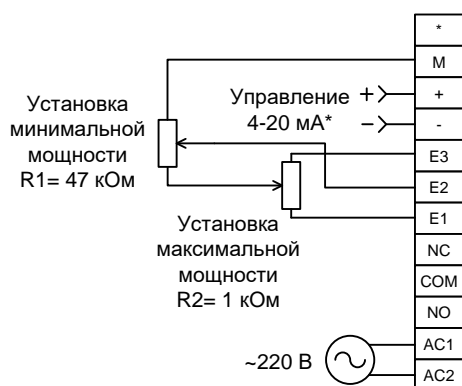 Установка
минимальной
мощности
R1= 47 кОм
Управление
4-20 мА*
+
−
Установка
максимальной
мощности
R2= 1 кОм
~220 В
*
M
+
-
E3
E2
E1
NC
COM
NO
AC1
AC2